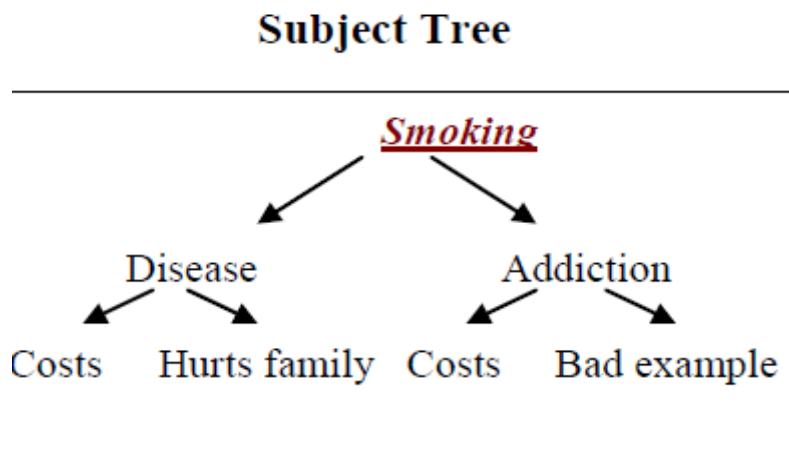 Subject Tree
Smoking
Disease Addiction
Costs Hurts family Costs Bad example